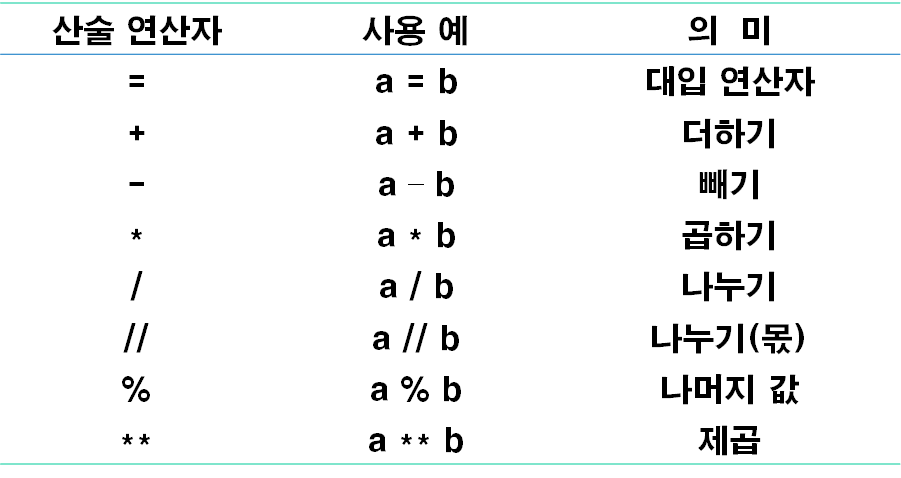 산술 연산자 사용 예 의 미
= a = b 대입 연산자
+ a + b 더하기
- a – b 빼기
* a * b 곱하기
/ a / b 나누기
// a // b 나누기(몫)
% a % b 나머지 값
** a ** b 제곱